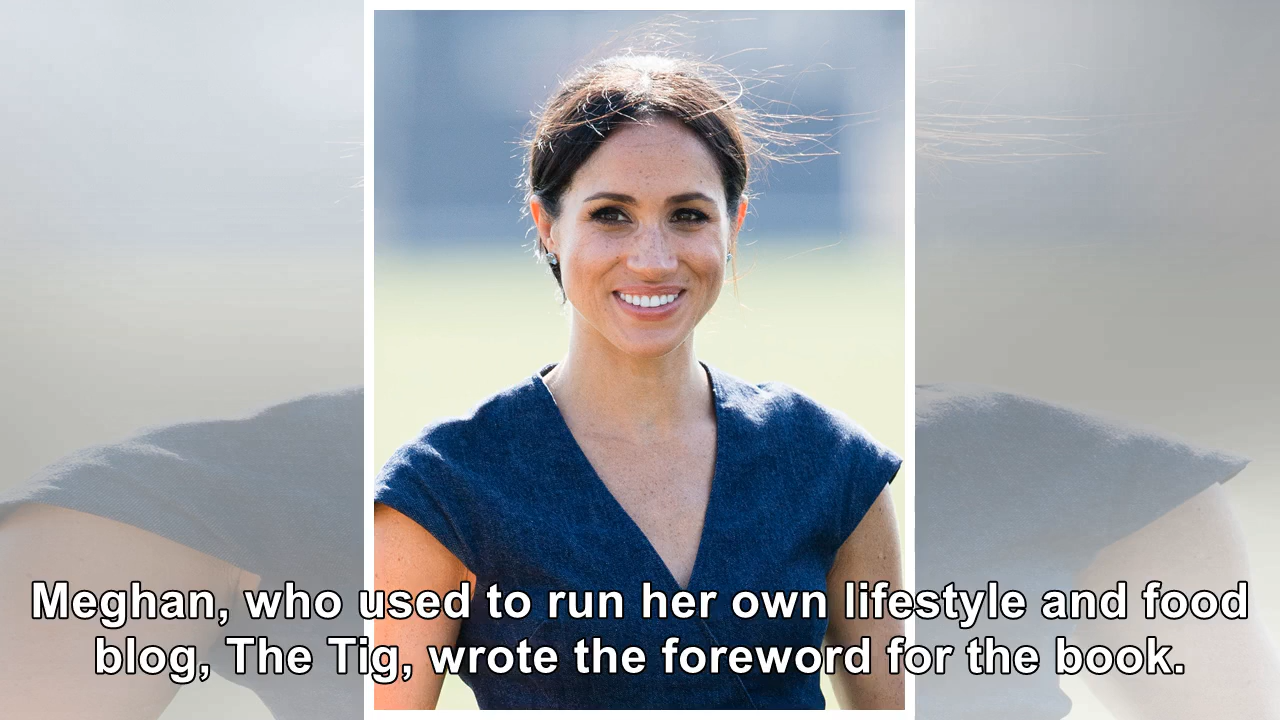 Meghan, who used to run her own lifestyle and food
blog, The Tig, wrote the foreword for the book.